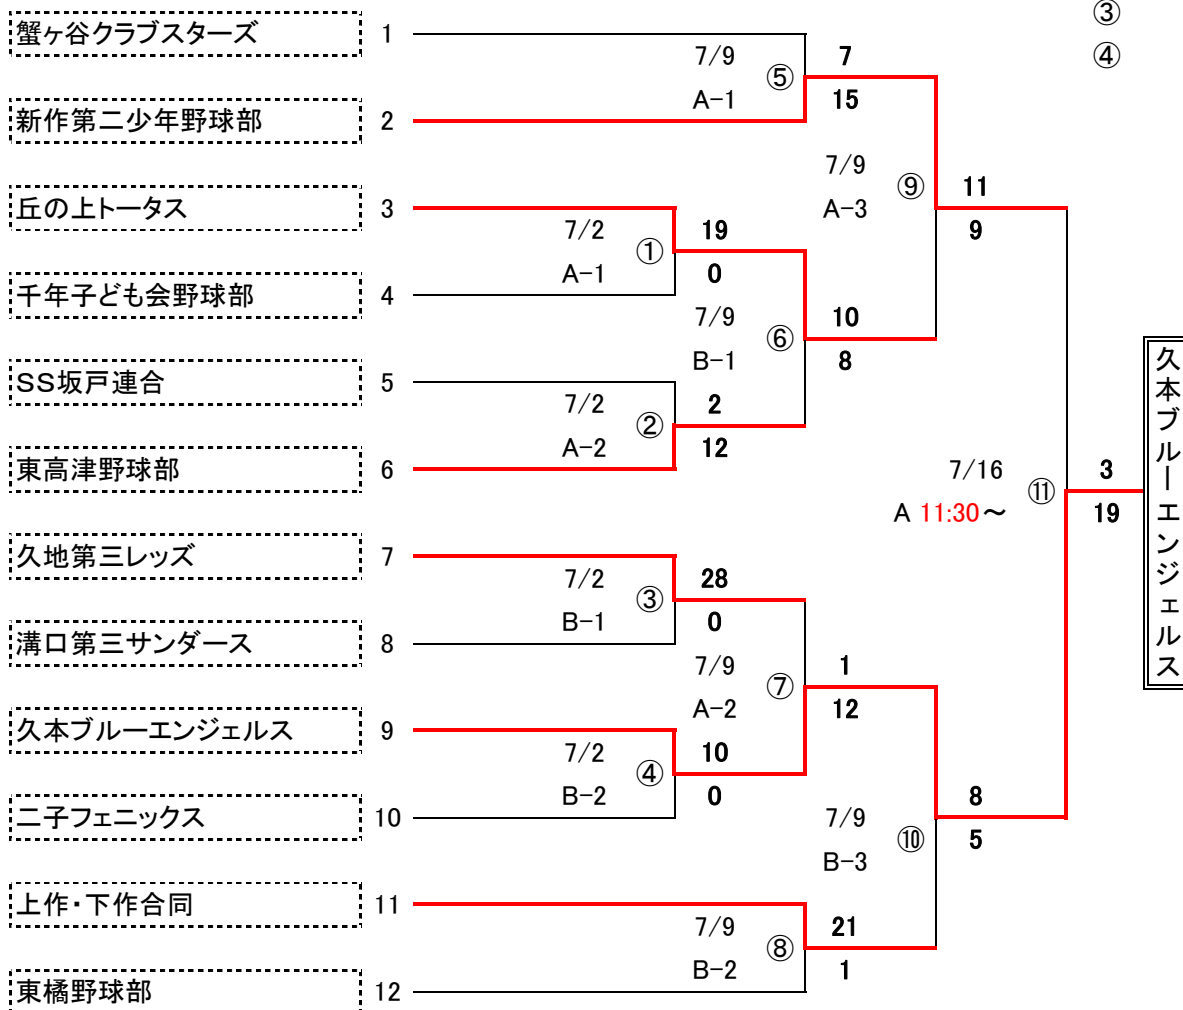 ③
④
蟹ヶ谷クラブスターズ 1
7/9 ⑤ 7
A-1 15
新作第二少年野球部 2
7/9 ⑨ 11
A-3 9
丘の上トータス 3
7/2 ① 19
A-1 0
千年子ども会野球部 4
7/9 ⑥ 10
B-1 8
SS坂戸連合 5
7/2 ② 2
A-2 12
東高津野球部 6
7/16 ⑪ 3
A 11:30~ 19
久本ブルーエンジェルス
久地第三レッズ 7
7/2 ③ 28
B-1 0
溝口第三サンダース 8
7/9 ⑦ 1
A-2 12
久本ブルーエンジェルス 9
7/2 ④ 10
B-2 0
二子フェニックス 10
7/9 ⑩ 8
B-3 5
上作・下作合同 11
7/9 ⑧ 21
B-2 1
東橘野球部 12